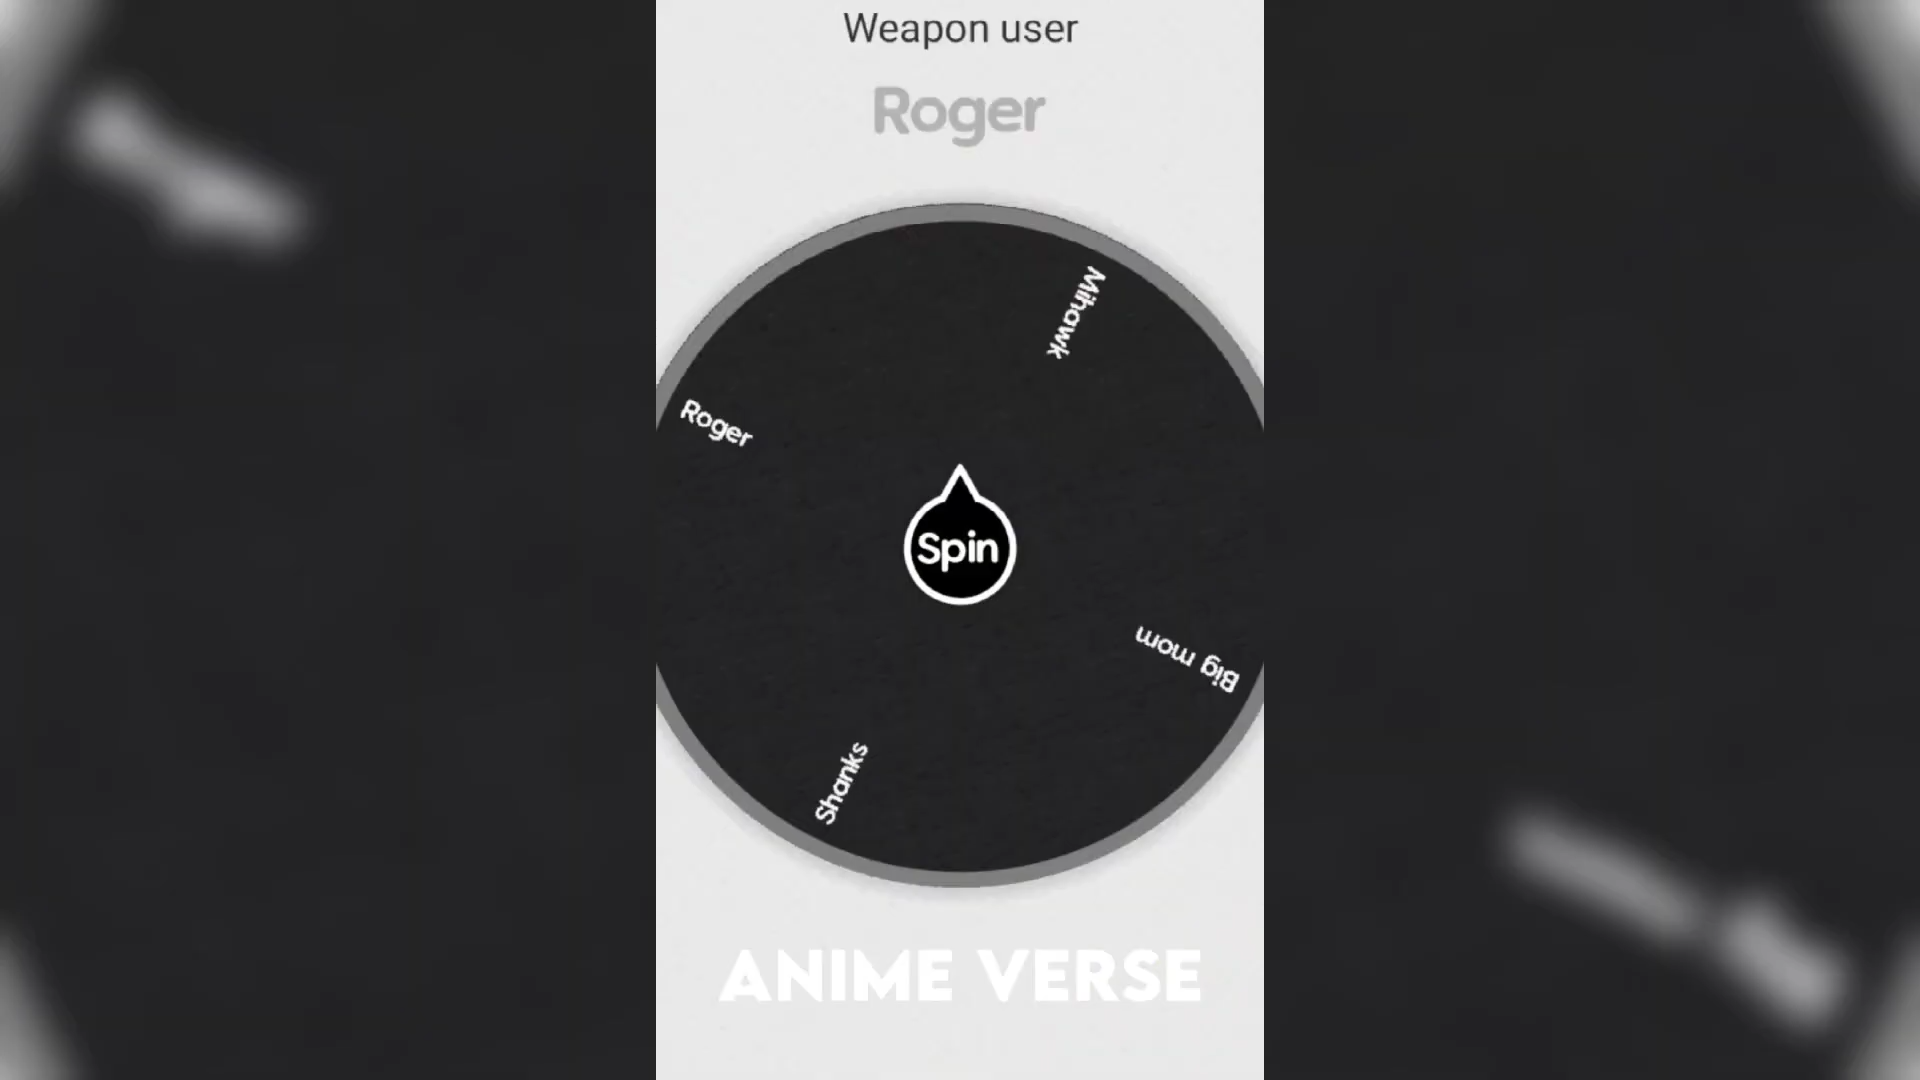 Weapon user
Roger
Mihawk
Roger
Spin
Big mom
Shanks
ANIME VERSE